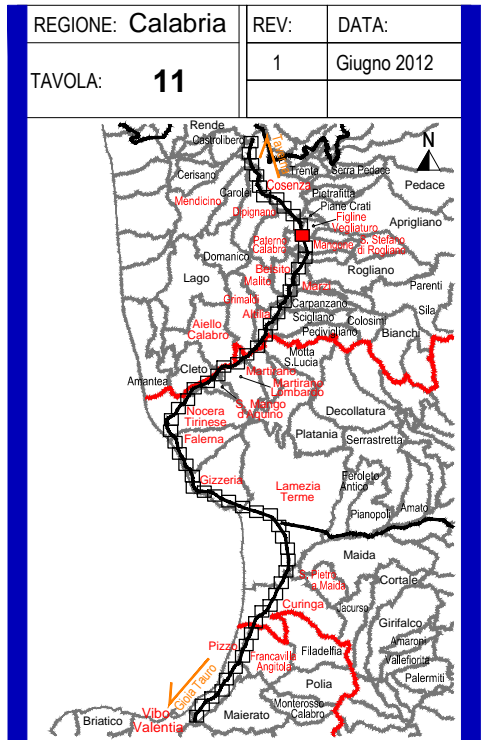 REGIONE: Calabria
REV:
DATA:
TAVOLA: 11
1
Giugno 2012
Rende
Castrolibero
Taranto
N
Trenta
Serra Pedace
Cerisano
Cosenza
Pedace
Carolei
Pietrafitta
Mendicino
Piane Crati
Dipignano
Figline
Vegliaturo
Aprigliano
Paterno
Calabro
Mangone
S. Stefano
di Rogliano
Domanico
Belsito
Rogliano
Lago
Malito
Marzi
Parenti
Grimaldi
Carpanzano
Sila
Altilia
Scigliano
Colosimi
Aiello
Calabro
Pedivigliano
Bianchi
Motta
S.Lucia
Cleto
Martirano
Amantea
Martirano
Lombardo
S. Mango
d'Aquino
Nocera
Tirinese
Decollatura
Platania
Serrastretta
Falerna
Gizzeria
Feroleto
Antico
Lamezia
Terme
Pianopoli
Amato
Maida
S. Pietro
a Maida
Cortale
Curinga
Jacurso
Girifalco
Pizzo
Amaroni
Francavilla
Angitola
Filadelfia
Vallefiorita
Gioia Tauro
Polia
Palermiti
Vibo
Valentia
Monterosso
Calabro
Briatico
Maierato